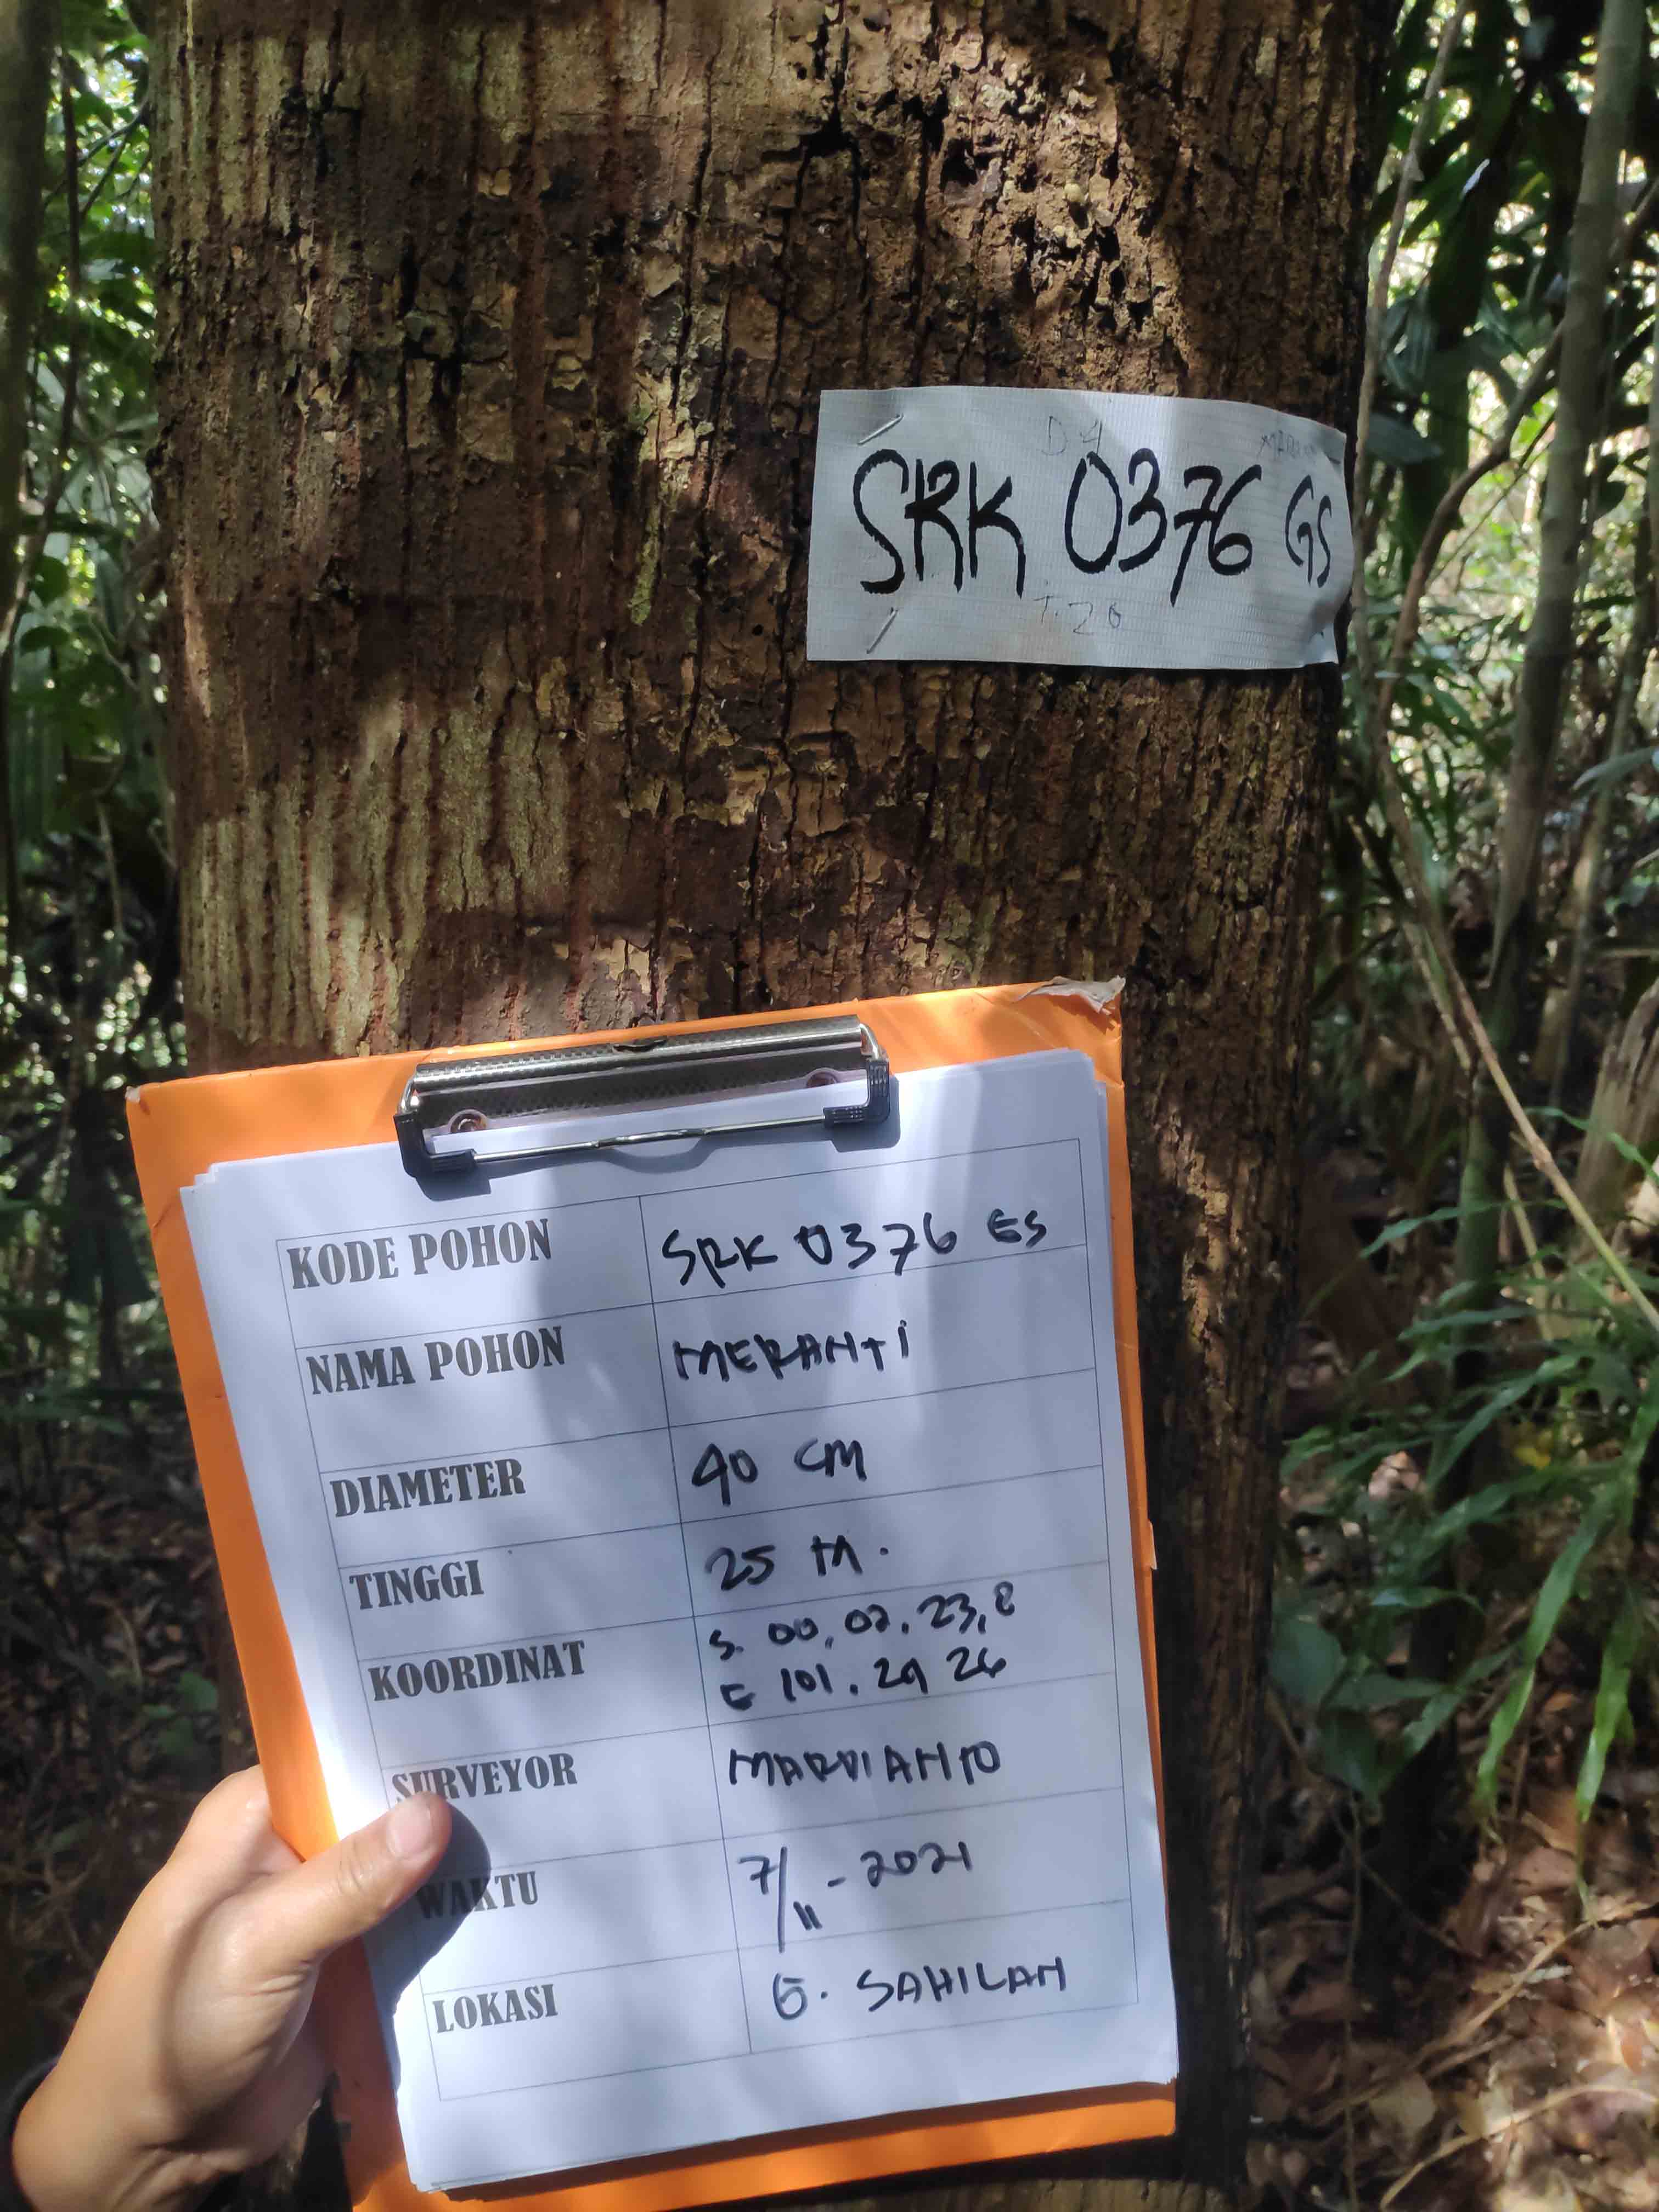 D 4
SRK 0376 GS
T. 20
KODE POHON SRK 0376 GS
NAMA POHON MERANTI
DIAMETER 40 CM
TINGGI 25 M.
KOORDINAT S. 00, 02, 23,8
E 101. 29 26
SURVEYOR MARDIANTO
WAKTU 7/11-2021
LOKASI G. SAHILAN